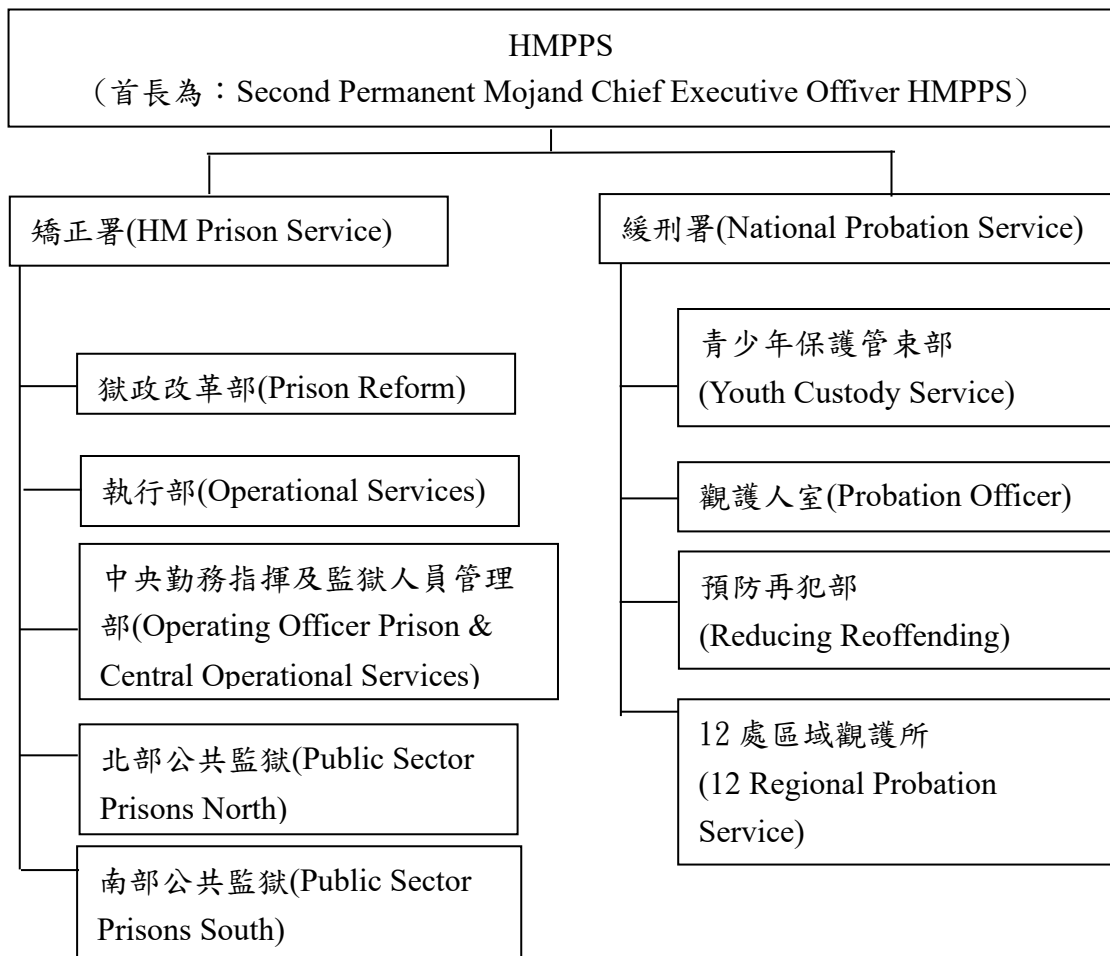 HMPPS
（首長為：Second Permanent Mojand Chief Executive Offiver HMPPS）
矯正署(HM Prison Service)
獄政改革部(Prison Reform)
執行部(Operational Services)
中央勤務指揮及監獄人員管理
部(Operating Officer Prison &
Central Operational Services)
北部公共監獄(Public Sector
Prisons North)
南部公共監獄(Public Sector
Prisons South)
緩刑署(National Probation Service)
青少年保護管束部
(Youth Custody Service)
觀護人室(Probation Officer)
預防再犯部
(Reducing Reoffending)
12 處區域觀護所
(12 Regional Probation
Service)